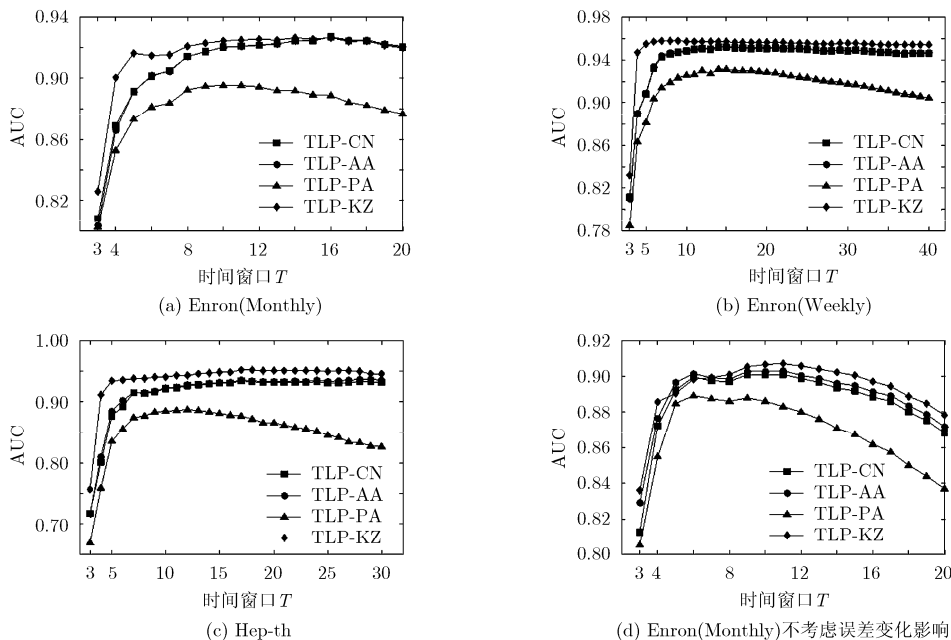 0.94
0.90
0.86
0.82
AUC
TLP-CN
TLP-AA
TLP-PA
TLP-KZ
3 4 8 12 16 20
时间窗口T
(a) Enron(Monthly)
0.98
0.94
0.90
0.86
0.82
0.78
AUC
TLP-CN
TLP-AA
TLP-PA
TLP-KZ
3 5 10 20 30 40
时间窗口T
(b) Enron(Weekly)
1.00
0.90
0.80
0.70
AUC
TLP-CN
TLP-AA
TLP-PA
TLP-KZ
3 5 10 15 20 25 30
时间窗口T
(c) Hep-th
0.92
0.90
0.88
0.86
0.84
0.82
0.80
AUC
TLP-CN
TLP-AA
TLP-PA
TLP-KZ
3 4 8 12 16 20
时间窗口T
(d) Enron(Monthly)不考虑误差变化影响